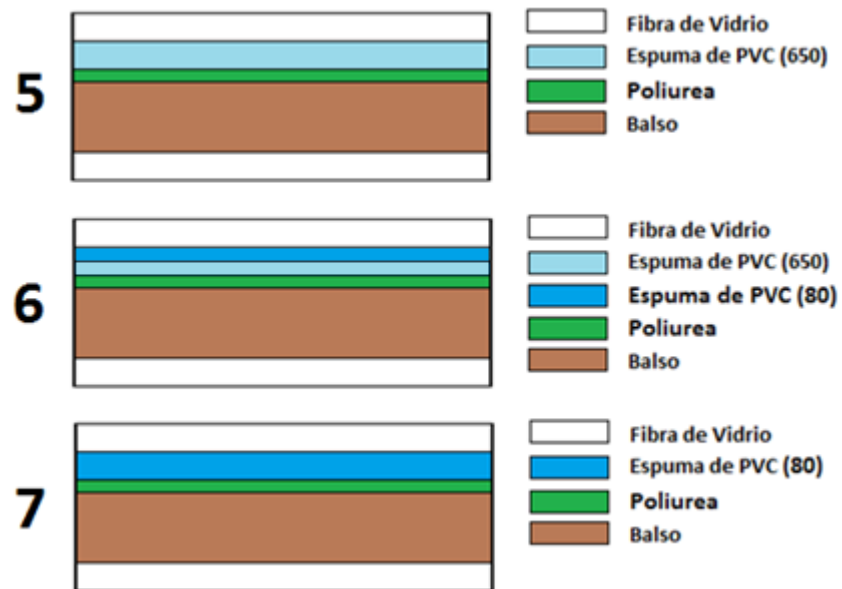 5
Fibra de Vidrio
Espuma de PVC (650)
Poliurea
Balso
6
Fibra de Vidrio
Espuma de PVC (650)
Espuma de PVC (80)
Poliurea
Balso
7
Fibra de Vidrio
Espuma de PVC (80)
Poliurea
Balso